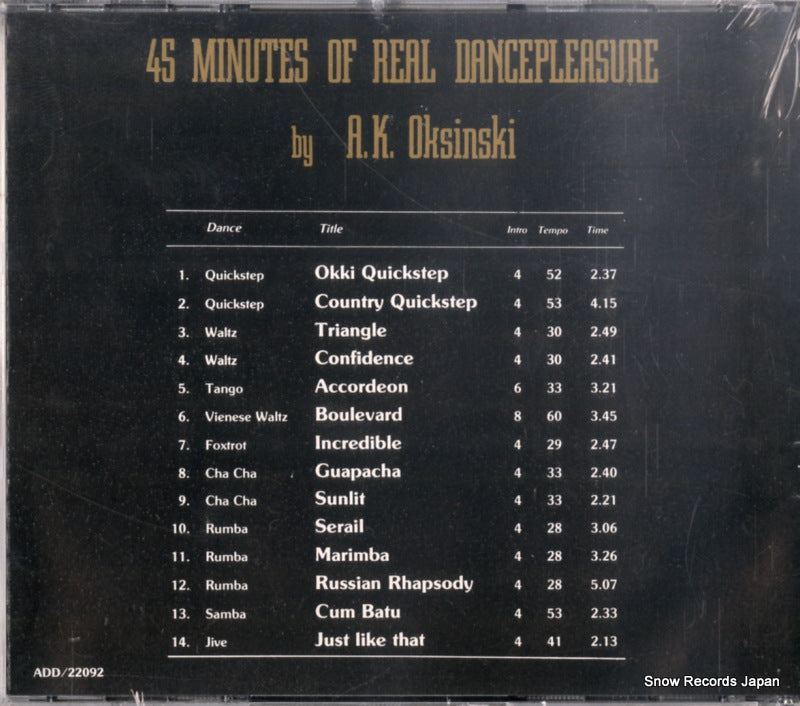 45 MINUTES OF REAL DANCEPLEASURE
by A.K. Oksinski
Dance Title Intro Tempo Time
1. Quickstep Okki Quickstep 4 52 2.37
2. Quickstep Country Quickstep 4 53 4.15
3. Waltz Triangle 4 30 2.49
4. Waltz Confidence 4 30 2.41
5. Tango Accordeon 6 33 3.21
6. Vienese Waltz Boulevard 8 60 3.45
7. Foxtrot Incredible 4 29 2.47
8. Cha Cha Guapacha 4 33 2.40
9. Cha Cha Sunlit 4 33 2.21
10. Rumba Serail 4 28 3.06
11. Rumba Marimba 4 28 3.26
12. Rumba Russian Rhapsody 4 28 5.07
13. Samba Cum Batu 4 53 2.33
14. Jive Just like that 4 41 2.13
ADD/22092
Snow Records Japan